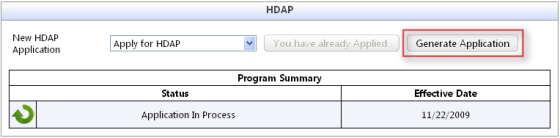 HDAP
New HDAP Application Apply for HDAP You have already Applied Generate Application
Program Summary
Status Effective Date
Application In Process 11/22/2009